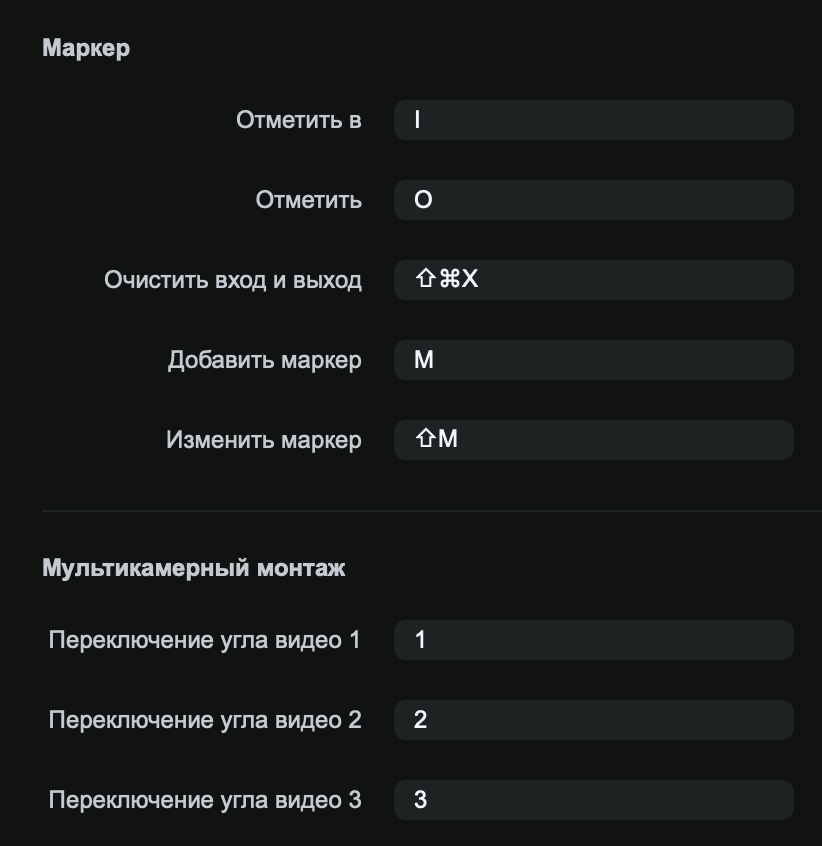 Маркер
Отметить в I
Отметить O
Очистить вход и выход ⇧⌘X
Добавить маркер M
Изменить маркер ⇧M
Мультикамерный монтаж
Переключение угла видео 1 1
Переключение угла видео 2 2
Переключение угла видео 3 3